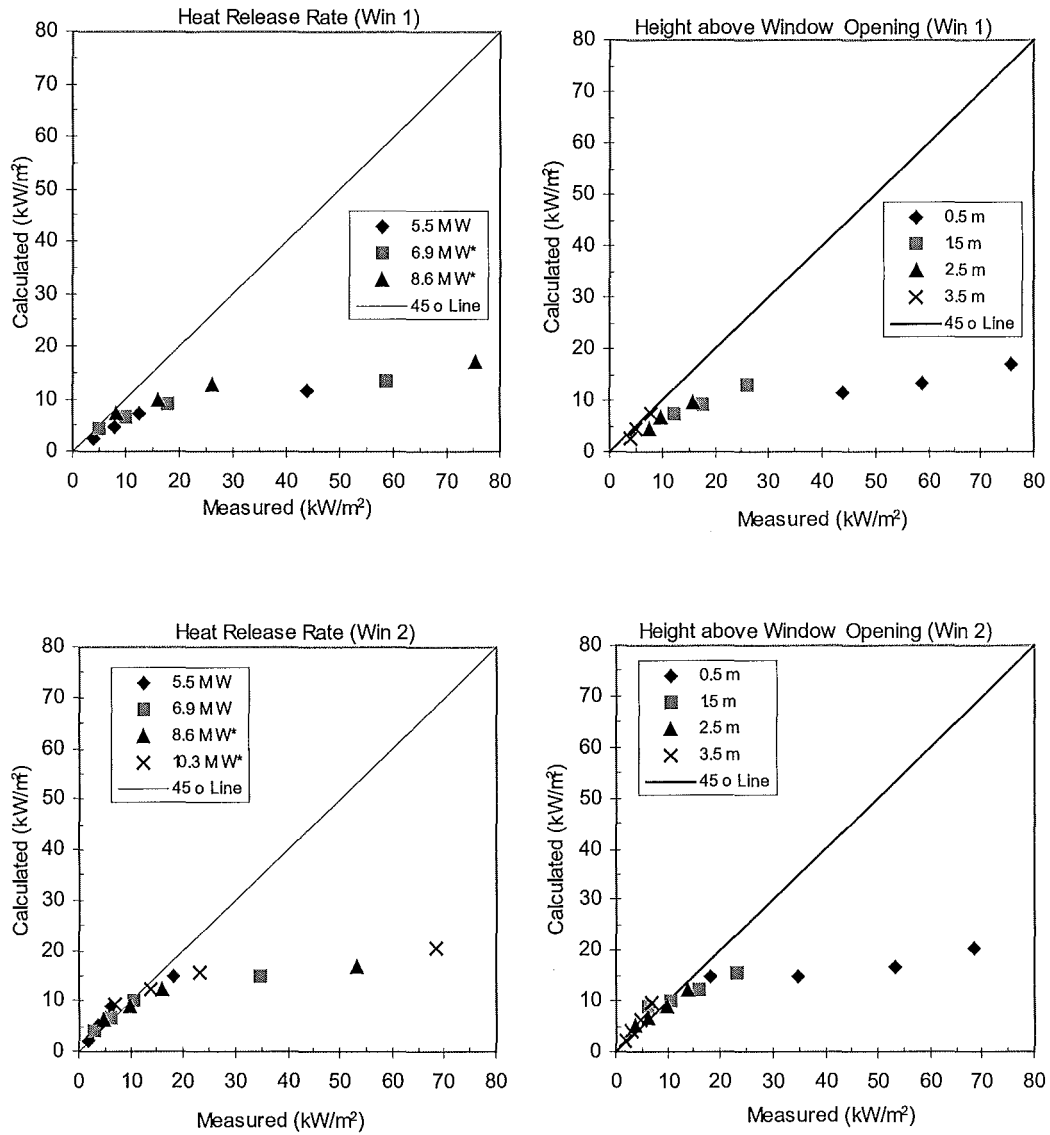 Heat Release Rate (Win 1)
80
70
60
50
40
30
20
10
0
Calculated (kW/m²)
5.5 MW
6.9 MW*
8.6 MW*
45 o Line
0 10 20 30 40 50 60 70 80
Measured (kW/m²)
Height above Window Opening (Win 1)
80
70
60
50
40
30
20
10
0
Calculated (kW/m²)
0.5 m
1.5 m
2.5 m
3.5 m
45 o Line
0 10 20 30 40 50 60 70 80
Measured (kW/m²)
Heat Release Rate (Win 2)
80
70
60
50
40
30
20
10
0
Calculated (kW/m²)
5.5 MW
6.9 MW
8.6 MW*
10.3 MW*
45 o Line
0 10 20 30 40 50 60 70 80
Measured (kW/m²)
Height above Window Opening (Win 2)
80
70
60
50
40
30
20
10
0
Calculated (kW/m²)
0.5 m
1.5 m
2.5 m
3.5 m
45 o Line
0 10 20 30 40 50 60 70 80
Measured (kW/m²)